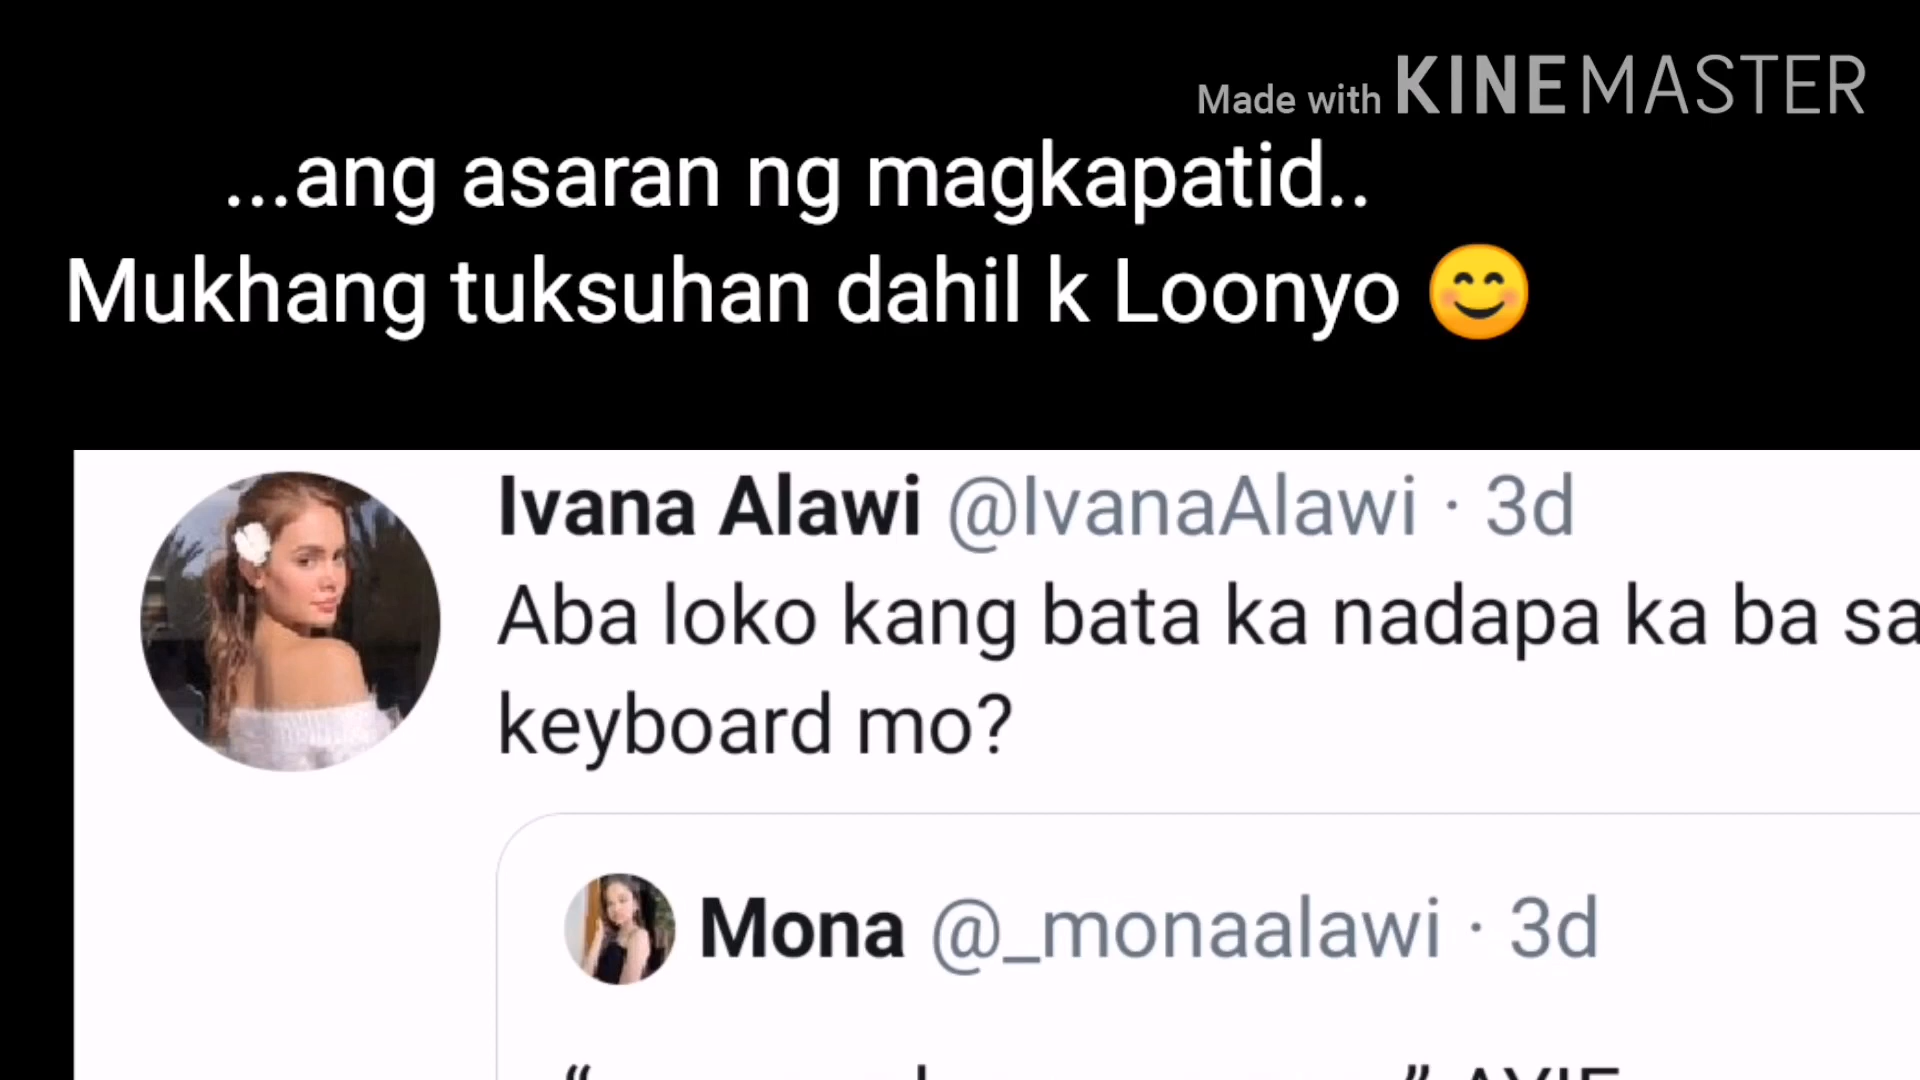 Made with KINEMASTER
...ang asaran ng magkapatid..
Mukhang tuksuhan dahil k Loonyo 😊
Ivana Alawi @IvanaAlawi · 3d
Aba loko kang bata ka nadapa ka ba sa
keyboard mo?
Mona @_monaalawi · 3d